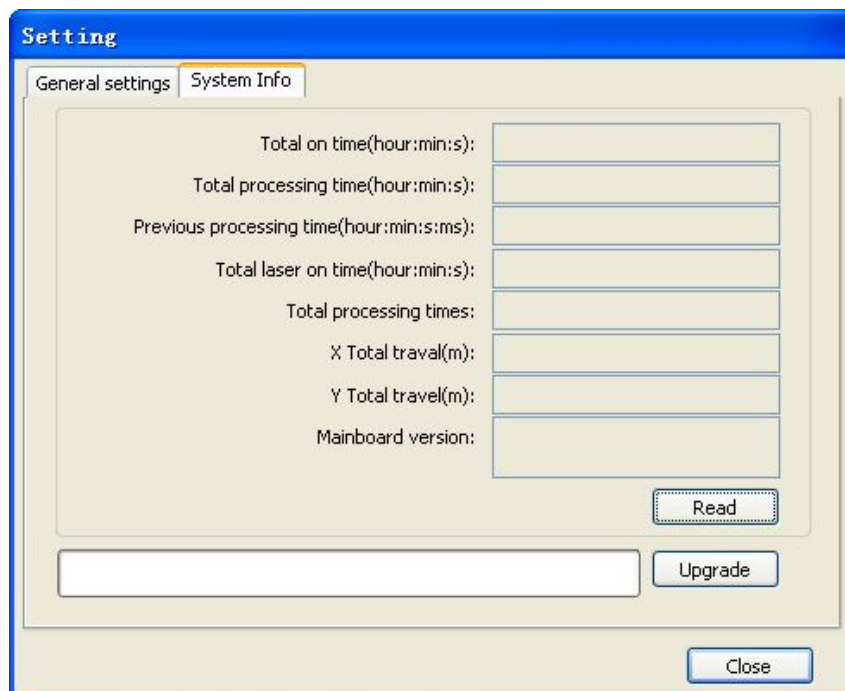 Setting
General settings System Info
Total on time(hour:min:s):
Total processing time(hour:min:s):
Previous processing time(hour:min:s:ms):
Total laser on time(hour:min:s):
Total processing times:
X Total traval(m):
Y Total travel(m):
Mainboard version:
Read
Upgrade
Close